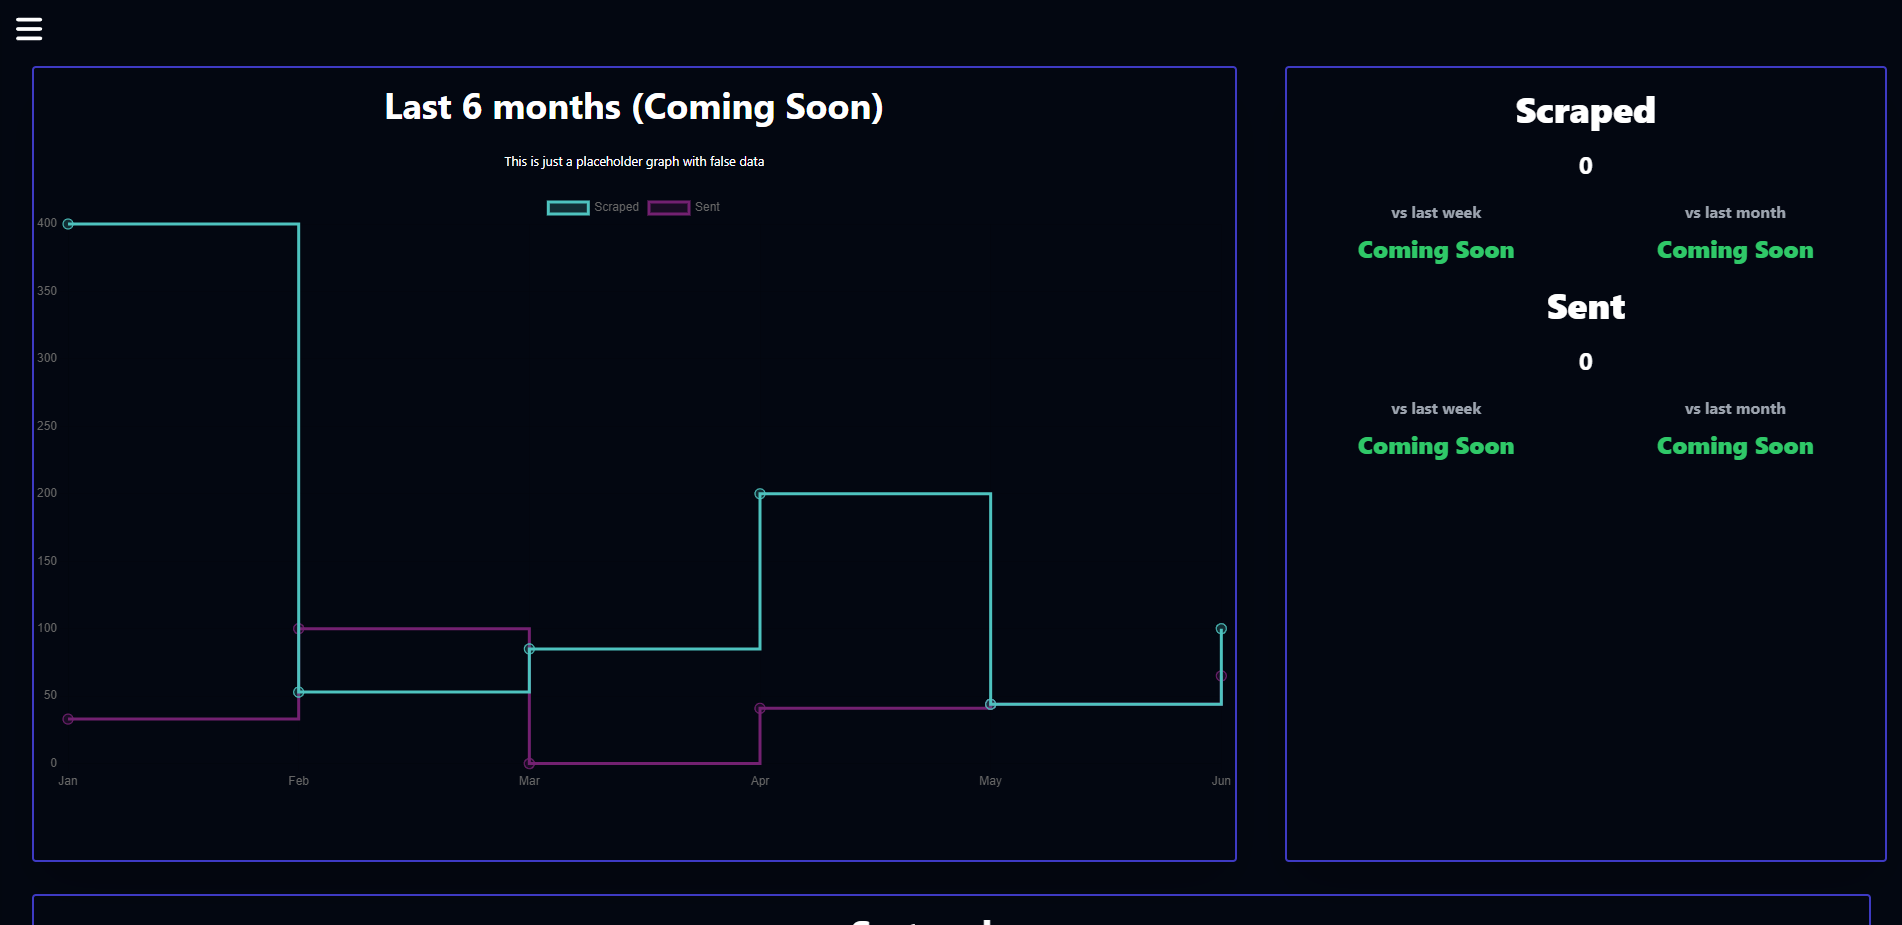 Last 6 months (Coming Soon)
This is just a placeholder graph with false data
Scraped Sent
400
350
300
250
200
150
100
50
0
Jan Feb Mar Apr May Jun
Scraped
0
vs last week vs last month
Coming Soon Coming Soon
Sent
0
vs last week vs last month
Coming Soon Coming Soon